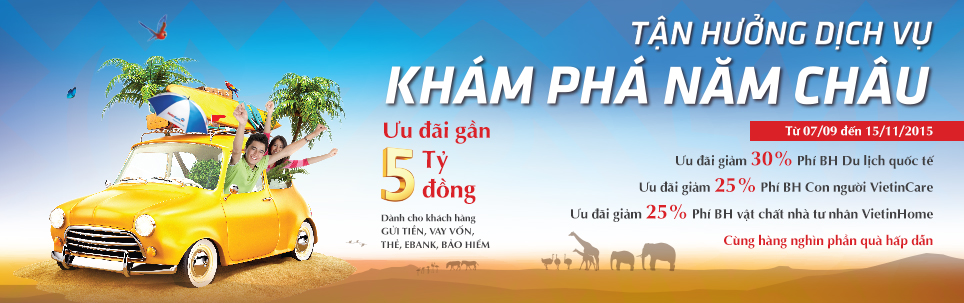 TẬN HƯỞNG DỊCH VỤ
KHÁM PHÁ NĂM CHÂU
Ưu đãi gần
5 Tỷ
đồng
Dành cho khách hàng
GỬI TIỀN, VAY VỐN,
THẺ, EBANK, BẢO HIỂM
Từ 07/09 đến 15/11/2015
Ưu đãi giảm 30% Phí BH Du lịch quốc tế
Ưu đãi giảm 25% Phí BH Con người VietinCare
Ưu đãi giảm 25% Phí BH vật chất nhà tư nhân VietinHome
Cùng hàng nghìn phần quà hấp dẫn